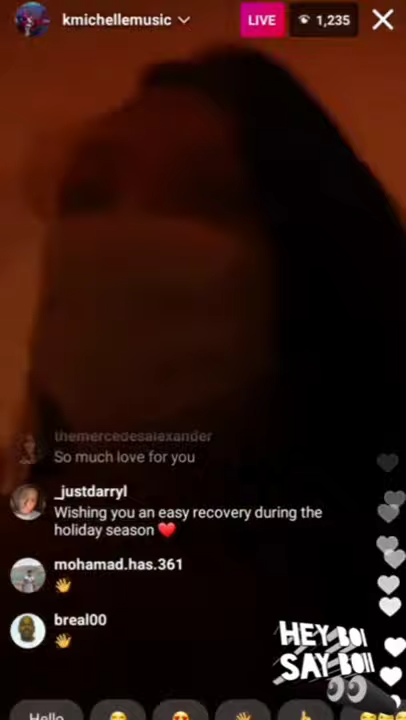 kmichellemusic
LIVE
1,235
themercedesalexander
So much love for you
_justdarryl
Wishing you an easy recovery during the
holiday season ❤️
mohamad.has.361
👋
breal00
👋
HEY BOI
SAY BOII
Hello